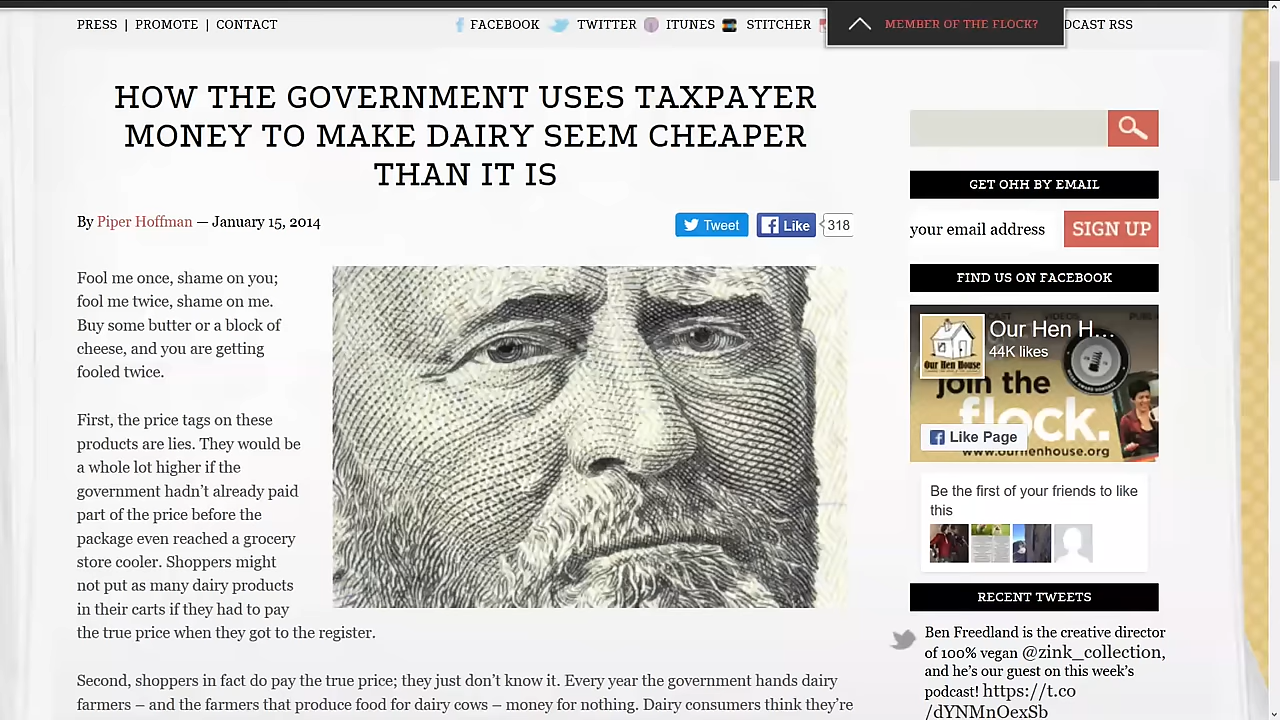 PRESS | PROMOTE | CONTACT
FACEBOOK TWITTER ITUNES STITCHER
MEMBER OF THE FLOCK?
DCAST RSS
HOW THE GOVERNMENT USES TAXPAYER
MONEY TO MAKE DAIRY SEEM CHEAPER
THAN IT IS
By Piper Hoffman — January 15, 2014
Tweet
Like
318
Fool me once, shame on you;
fool me twice, shame on me.
Buy some butter or a block of
cheese, and you are getting
fooled twice.
First, the price tags on these
products are lies. They would be
a whole lot higher if the
government hadn't already paid
part of the price before the
package even reached a grocery
store cooler. Shoppers might
not put as many dairy products
in their carts if they had to pay
the true price when they got to the register.
Second, shoppers in fact do pay the true price; they just don't know it. Every year the government hands dairy
farmers – and the farmers that produce food for dairy cows – money for nothing. Dairy consumers think they're
GET OHH BY EMAIL
your email address
SIGN UP
FIND US ON FACEBOOK
Our Hen H...
44K likes
Our Hen House
join the
flock.
Like Page
www.ourhenhouse.org
Be the first of your friends to like
this
RECENT TWEETS
Ben Freedland is the creative director
of 100% vegan @zink_collection,
and he's our guest on this week's
podcast! https://t.co
/dYNMnOexSb